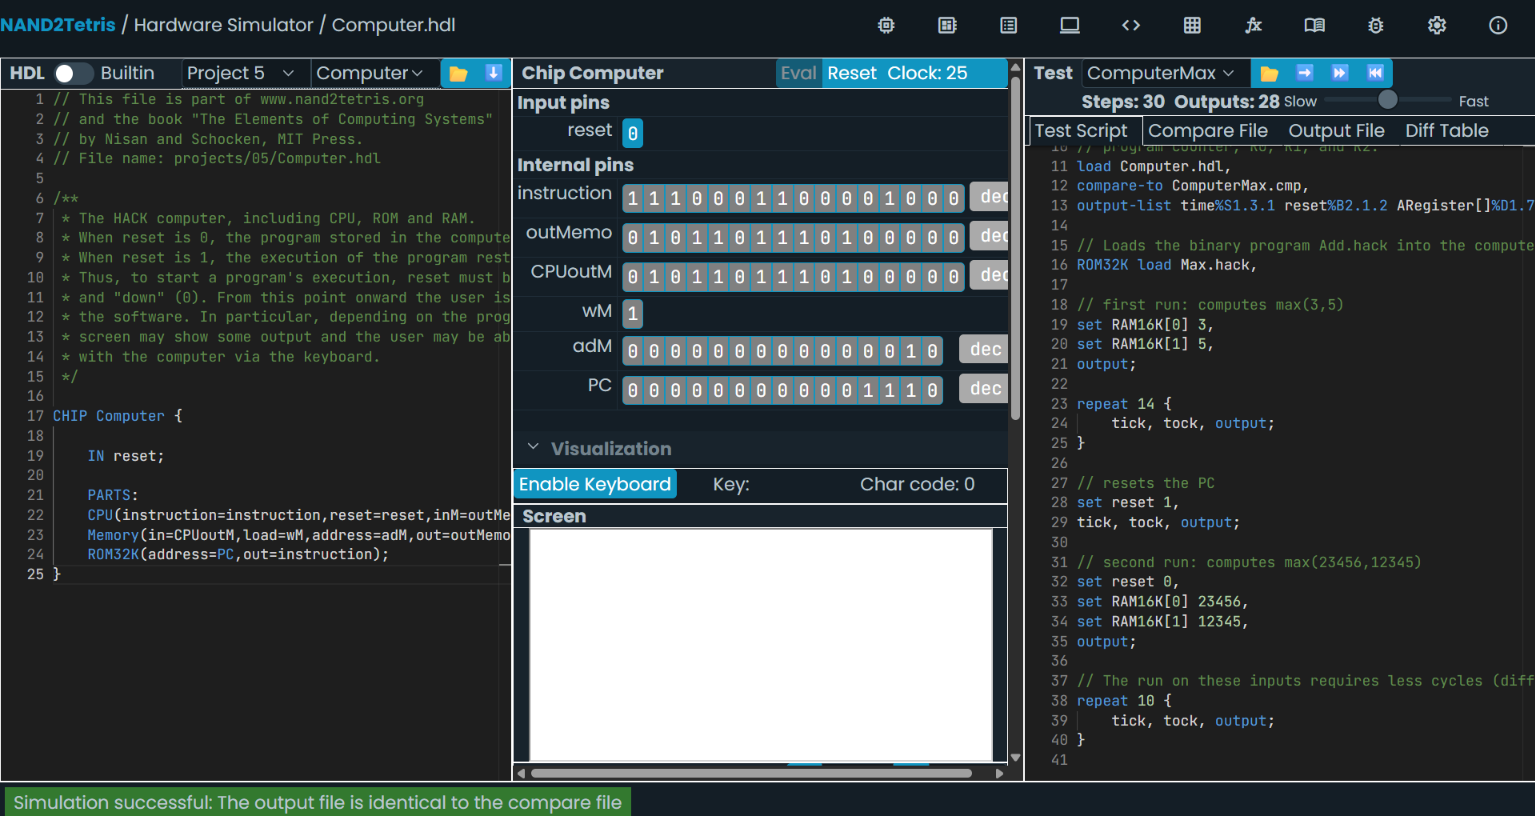 NAND2Tetris / Hardware Simulator / Computer.hdl
HDL Builtin Project 5 Computer
1 // This file is part of www.nand2tetris.org
2 // and the book "The Elements of Computing Systems"
3 // by Nisan and Schocken, MIT Press.
4 // File name: projects/05/Computer.hdl
5
6 /**
7 * The HACK computer, including CPU, ROM and RAM.
8 * When reset is 0, the program stored in the compute
9 * When reset is 1, the execution of the program rest
10 * Thus, to start a program's execution, reset must b
11 * and "down" (0). From this point onward the user is
12 * the software. In particular, depending on the prog
13 * screen may show some output and the user may be ab
14 * with the computer via the keyboard.
15 */
16
17 CHIP Computer {
18
19 IN reset;
20
21 PARTS:
22 CPU(instruction=instruction,reset=reset,inM=outMe
23 Memory(in=CPUoutM,load=wM,address=adM,out=outMemo
24 ROM32K(address=PC,out=instruction);
25 }
Chip Computer Eval Reset Clock: 25
Input pins
reset 0
Internal pins
instruction 1 1 1 0 0 0 1 1 0 0 0 0 1 0 0 0 dec
outMemo 0 1 0 1 1 0 1 1 1 0 1 0 0 0 0 0 dec
CPUoutM 0 1 0 1 1 0 1 1 1 0 1 0 0 0 0 0 dec
wM 1
adM 0 0 0 0 0 0 0 0 0 0 0 0 0 1 0 dec
PC 0 0 0 0 0 0 0 0 0 0 0 1 1 1 0 dec
Visualization
Enable Keyboard Key: Char code: 0
Screen
Test ComputerMax
Steps: 30 Outputs: 28 Slow Fast
Test Script Compare File Output File Diff Table
10 // program counter, R0, R1, and R2.
11 load Computer.hdl,
12 compare-to ComputerMax.cmp,
13 output-list time%S1.3.1 reset%B2.1.2 ARegister[]%D1.7
14
15 // Loads the binary program Add.hack into the compute
16 ROM32K load Max.hack,
17
18 // first run: computes max(3,5)
19 set RAM16K[0] 3,
20 set RAM16K[1] 5,
21 output;
22
23 repeat 14 {
24 tick, tock, output;
25 }
26
27 // resets the PC
28 set reset 1,
29 tick, tock, output;
30
31 // second run: computes max(23456,12345)
32 set reset 0,
33 set RAM16K[0] 23456,
34 set RAM16K[1] 12345,
35 output;
36
37 // The run on these inputs requires less cycles (diff
38 repeat 10 {
39 tick, tock, output;
40 }
41
Simulation successful: The output file is identical to the compare file